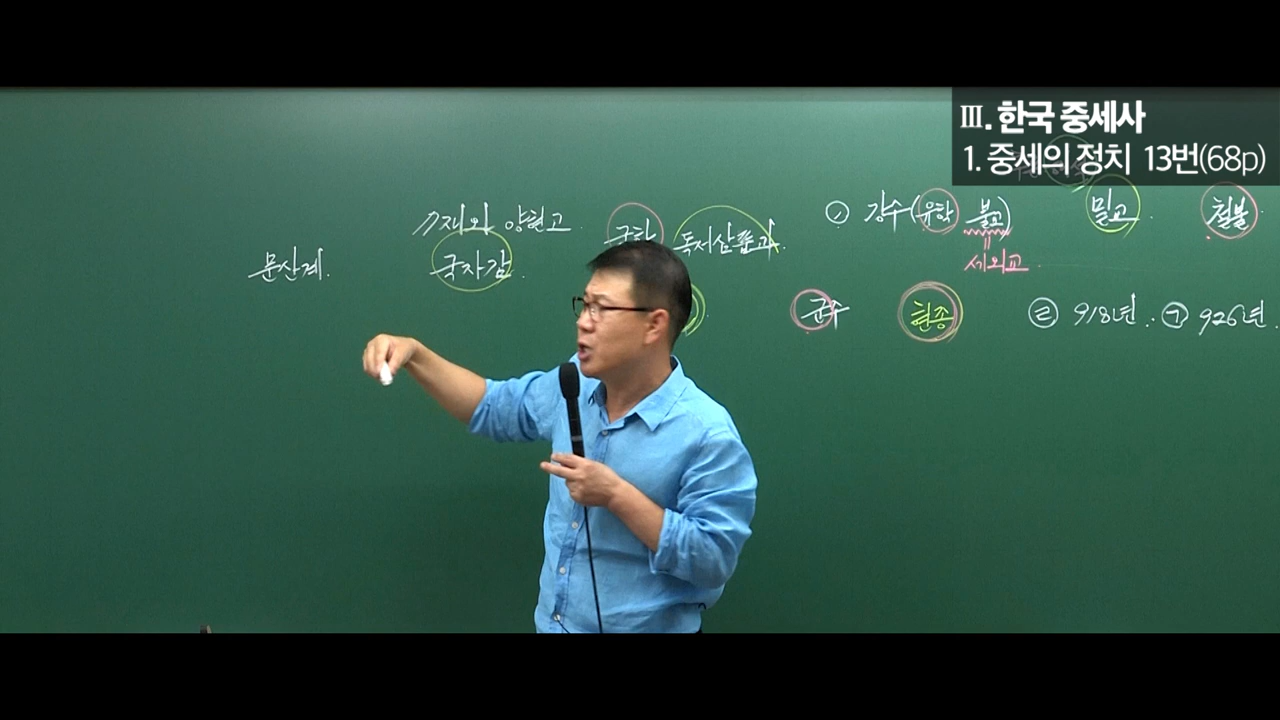 Ⅲ. 한국 중세사
1. 중세의 정치 13번(68p)
7재와 양현고 국학 독서삼품과. ㉡ 강수(유학 불교) 밀교. 철불
문산계. 국자감. 세외교.
군수 현종 ㉣ 918년. ㉠ 926년.